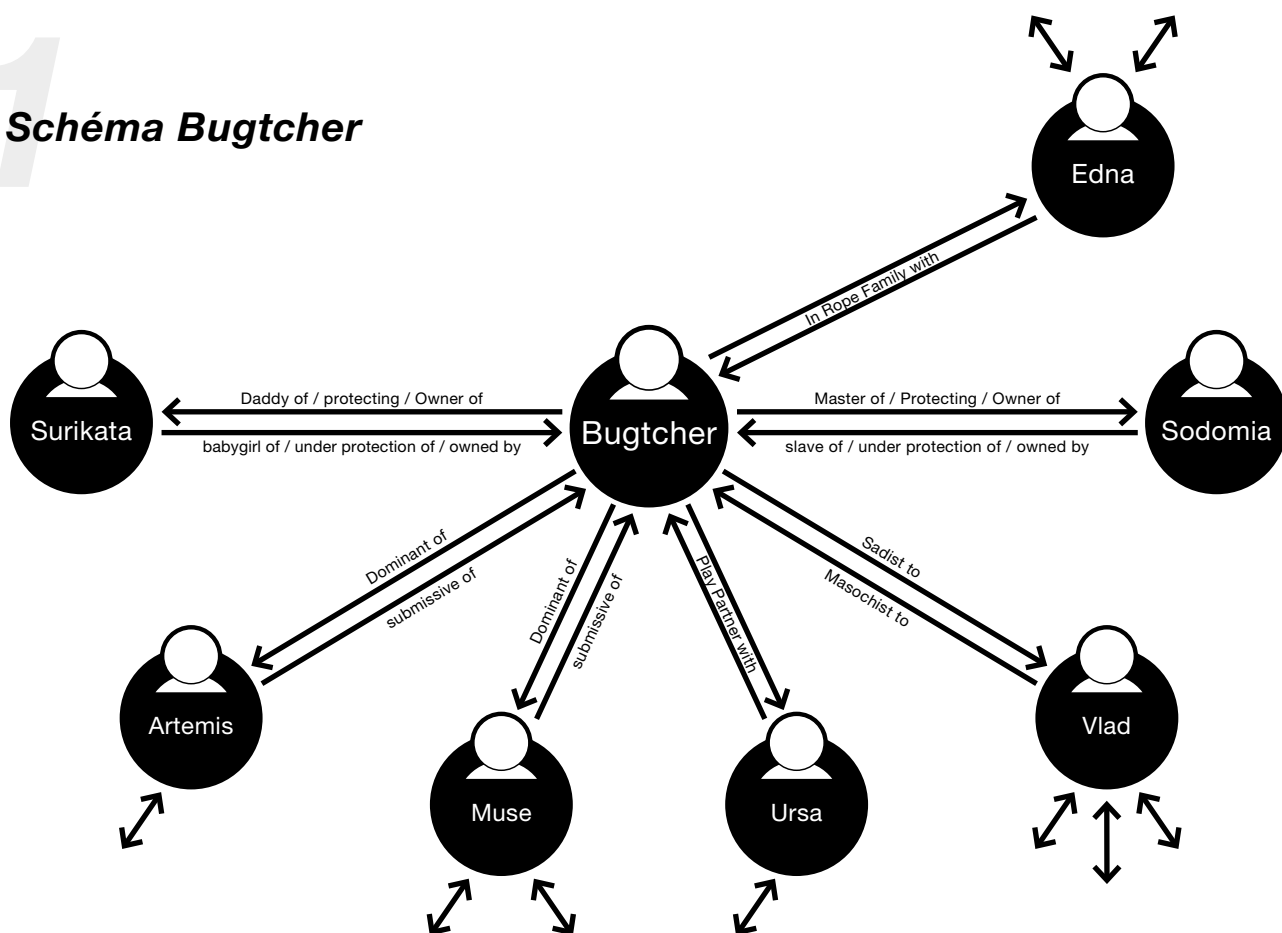 1
Schéma Bugtcher
Edna
In Rope Family with
Surikata
Daddy of / protecting / Owner of
babygirl of / under protection of / owned by
Bugtcher
Master of / Protecting / Owner of
slave of / under protection of / owned by
Sodomia
Dominant of
submissive of
Dominant of
submissive of
Play Partner with
Sadist to
Masochist to
Artemis
Muse
Ursa
Vlad